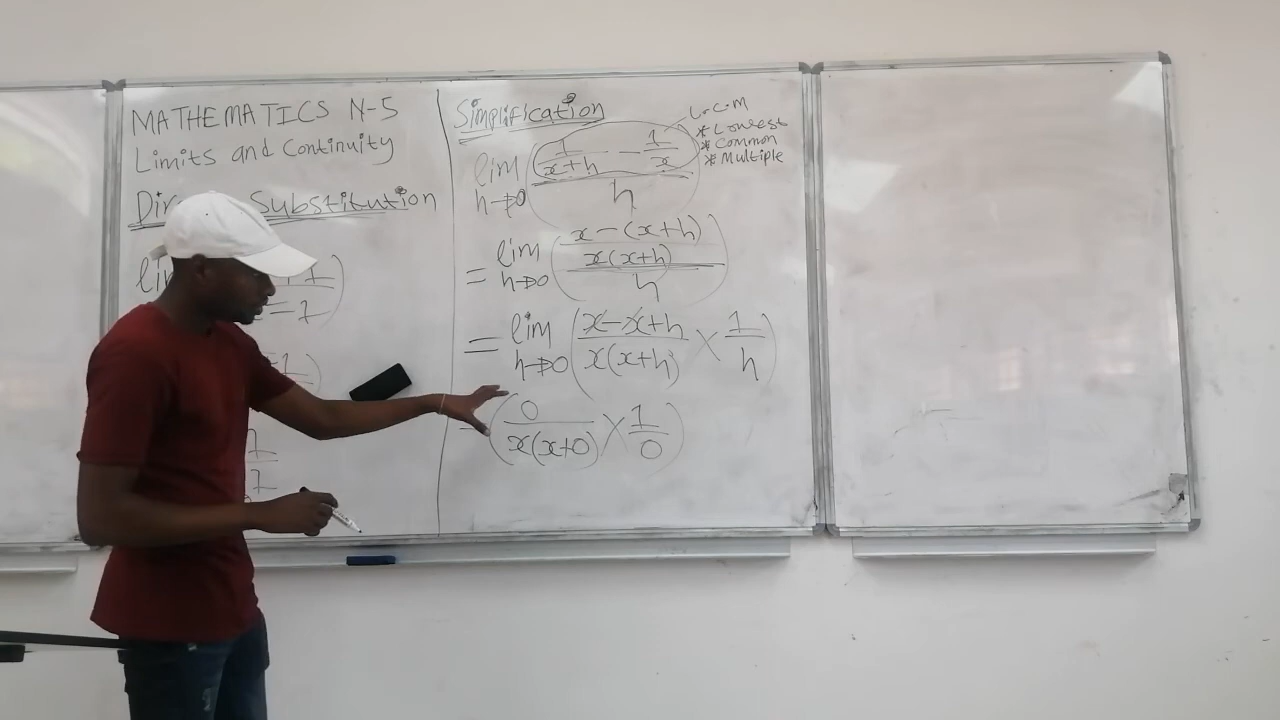 MATHEMATICS N-5
Limits and Continuity
Substitution
= 7
Simplification
L.C.M
* Lowest
* Common
* Multiple
lim h→0 ((1/(x+h) - 1/x)/h)
= lim h→0 (((x-(x+h))/(x(x+h)))/h)
= lim h→0 ((x-x+h)/(x(x+h)) × 1/h)
= (0/(x(x+0)) × 1/0)